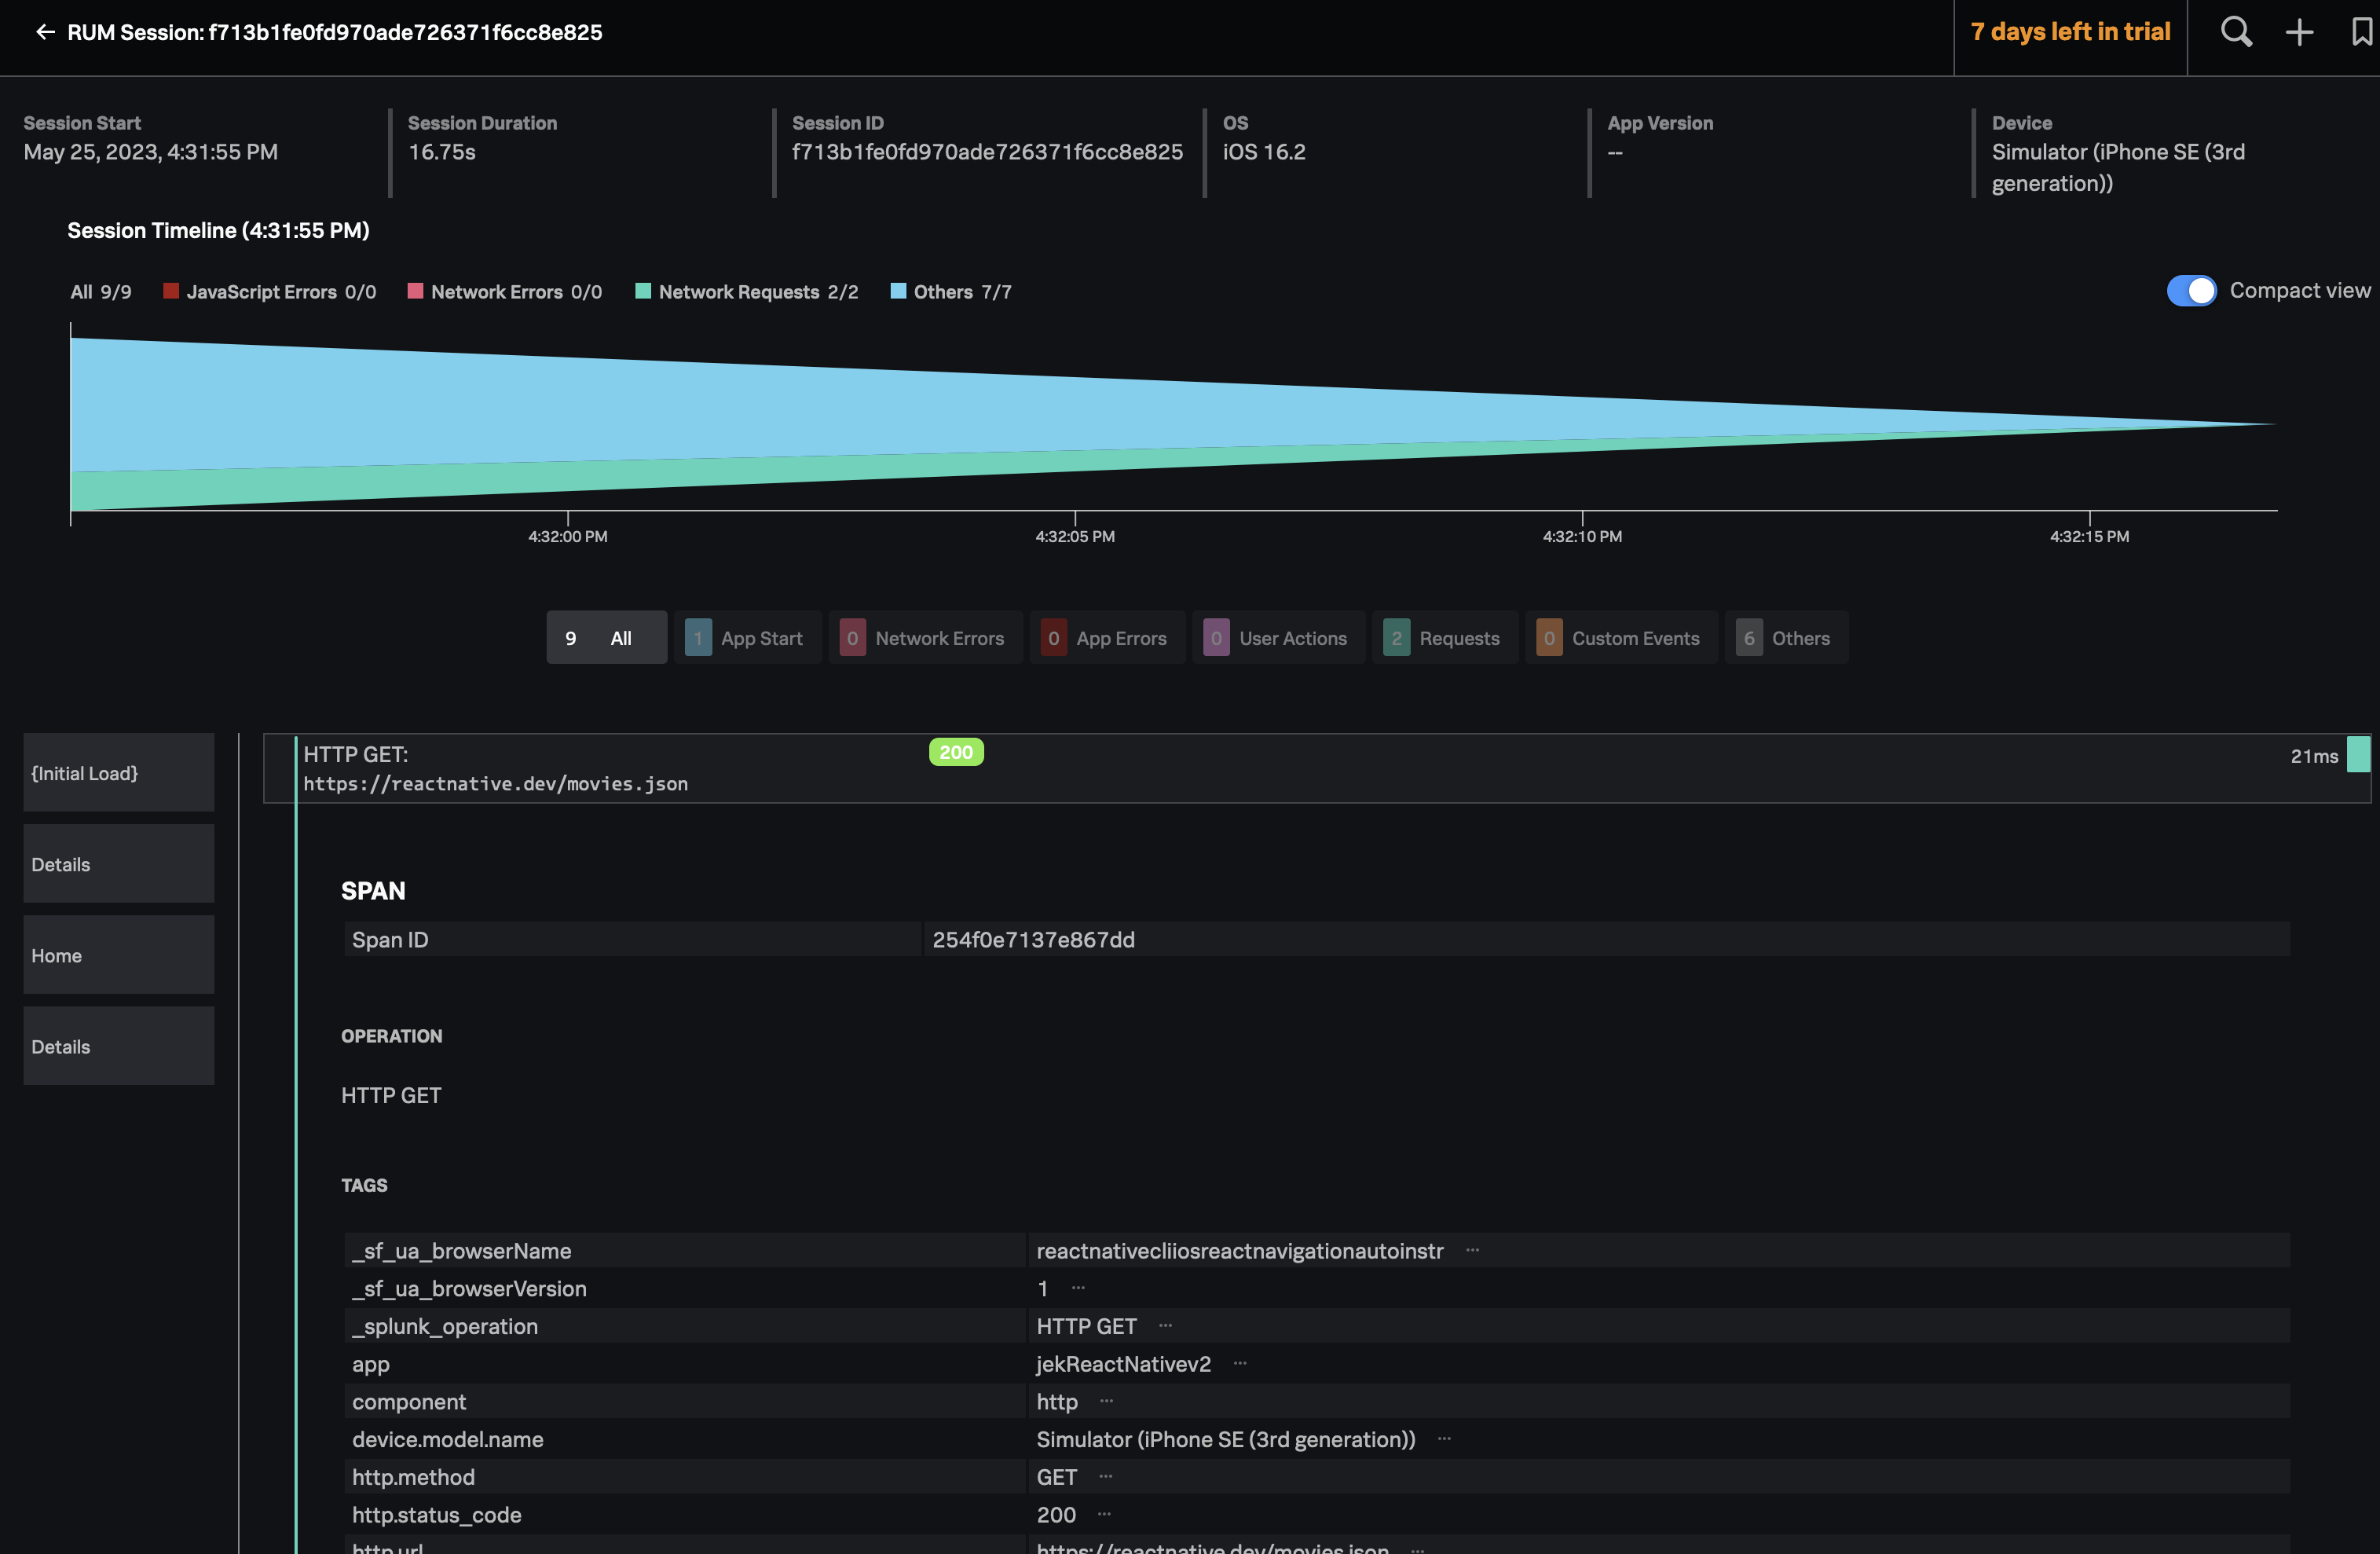 RUM Session: f713b1fe0fd970ade726371f6cc8e825
7 days left in trial
Session Start
May 25, 2023, 4:31:55 PM
Session Duration
16.75s
Session ID
f713b1fe0fd970ade726371f6cc8e825
OS
iOS 16.2
App Version
--
Device
Simulator (iPhone SE (3rd
generation))
Session Timeline (4:31:55 PM)
All 9/9 JavaScript Errors 0/0 Network Errors 0/0 Network Requests 2/2 Others 7/7
Compact view
4:32:00 PM 4:32:05 PM 4:32:10 PM 4:32:15 PM
9 All 1 App Start 0 Network Errors 0 App Errors 0 User Actions 2 Requests 0 Custom Events 6 Others
{Initial Load}
Details
Home
Details
HTTP GET:
https://reactnative.dev/movies.json
200
21ms
SPAN
Span ID 254f0e7137e867dd
OPERATION
HTTP GET
TAGS
_sf_ua_browserName reactnativecliiosreactnavigationautoinstr ...
_sf_ua_browserVersion 1 ...
_splunk_operation HTTP GET ...
app jekReactNativev2 ...
component http ...
device.model.name Simulator (iPhone SE (3rd generation)) ...
http.method GET ...
http.status_code 200 ...
http.url https://reactnative.dev/movies.json ...